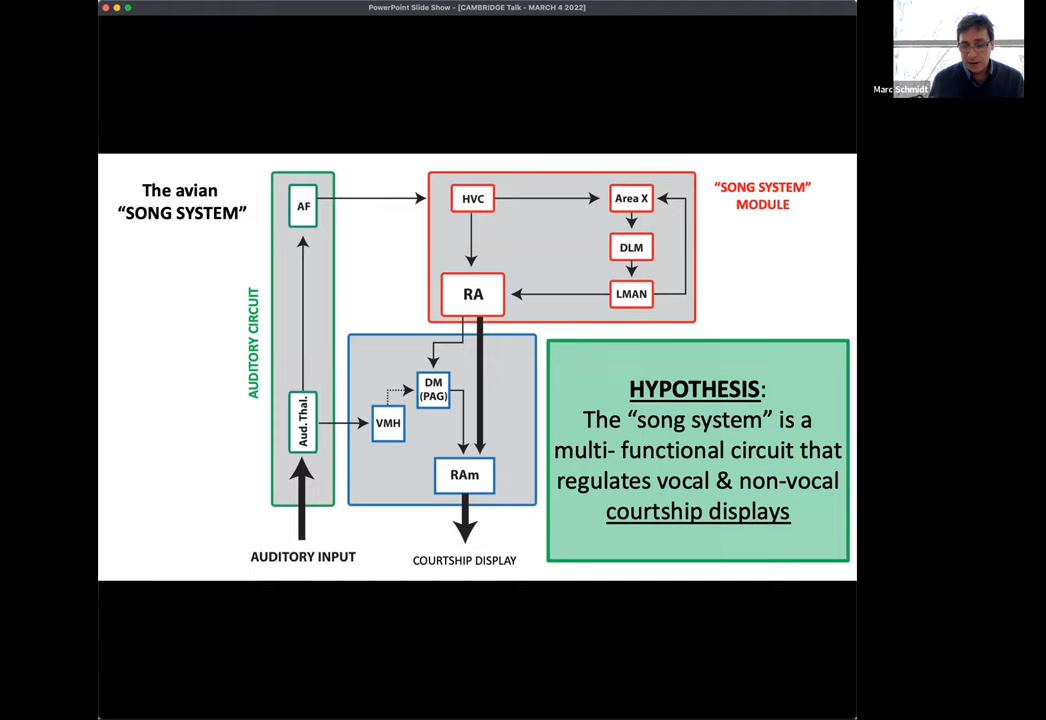 PowerPoint Slide Show - [CAMBRIDGE Talk - MARCH 4 2022]
Marc Schmidt
The avian
“SONG SYSTEM”
AUDITORY CIRCUIT
AF
Aud. Thal.
AUDITORY INPUT
HVC
Area X
DLM
RA
LMAN
“SONG SYSTEM”
MODULE
DM
(PAG)
VMH
RAm
COURTSHIP DISPLAY
HYPOTHESIS:
The “song system” is a
multi- functional circuit that
regulates vocal & non-vocal
courtship displays